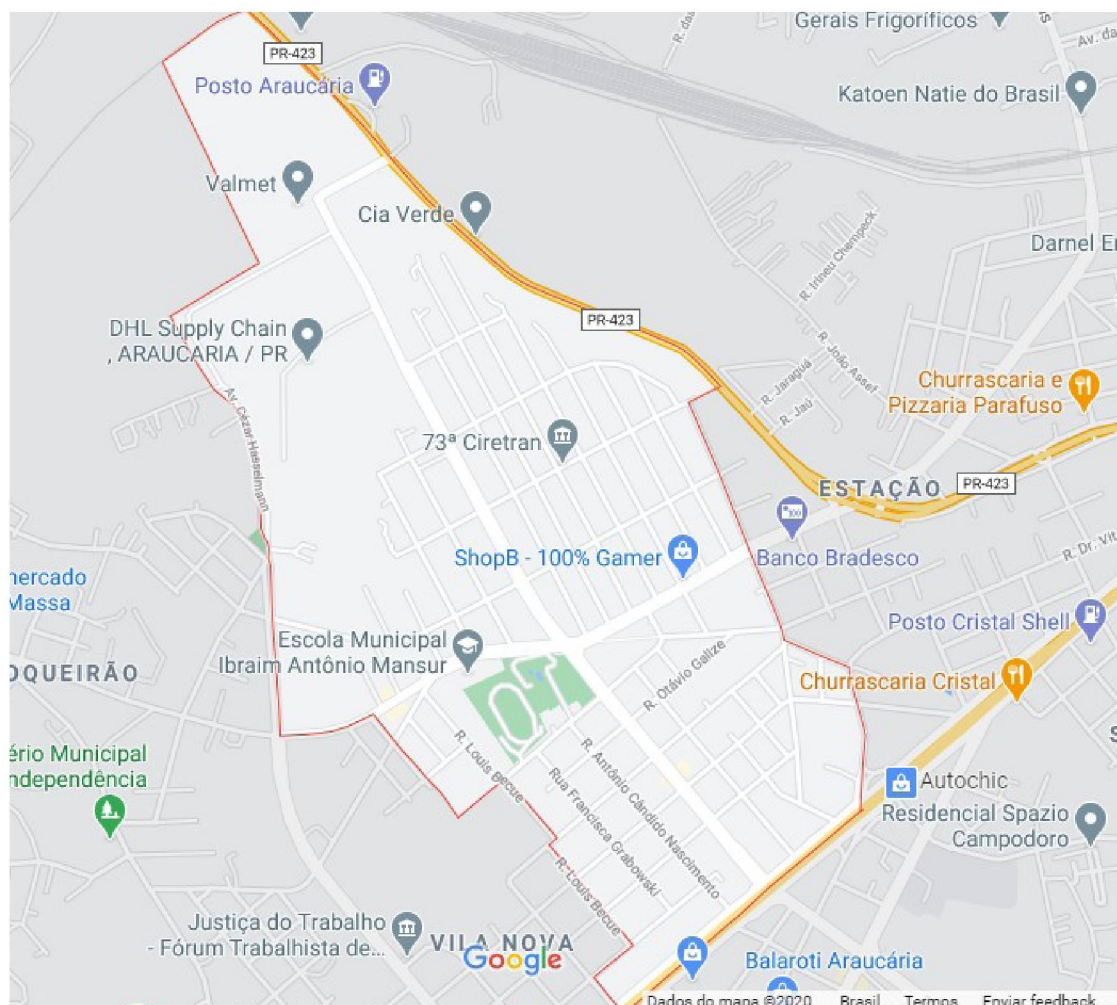 Gerais Frigoríficos
PR-423
Posto Araucária
Katoen Natie do Brasil
Valmet
Cia Verde
R. Irineu Chempeck
Darnel
DHL Supply Chain
, ARAUCARIA / PR
PR-423
R. João Assef
R. Jaraguá
R. Jaú
Churrascaria e
Pizzaria Parafuso
Av. Cézar Hasselmann
73ª Ciretran
ESTAÇÃO
PR-423
ShopB - 100% Gamer
Banco Bradesco
R. Dr. Vit
mercado
Massa
Posto Cristal Shell
Escola Municipal
Ibraim Antônio Mansur
OQUEIRÃO
R. Otávio Galize
Churrascaria Cristal
ério Municipal
ndependência
R. Louis Becue
R. Antônio Cândido Nascimento
Rua Francisca Grabowski
Autochic
Residencial Spazio
Campodoro
R. Louis Becue
Justiça do Trabalho
- Fórum Trabalhista de...
VILA NOVA
Google
Balaroti Araucária
Dados do mapa ©2020 Brasil Termos Enviar feedback